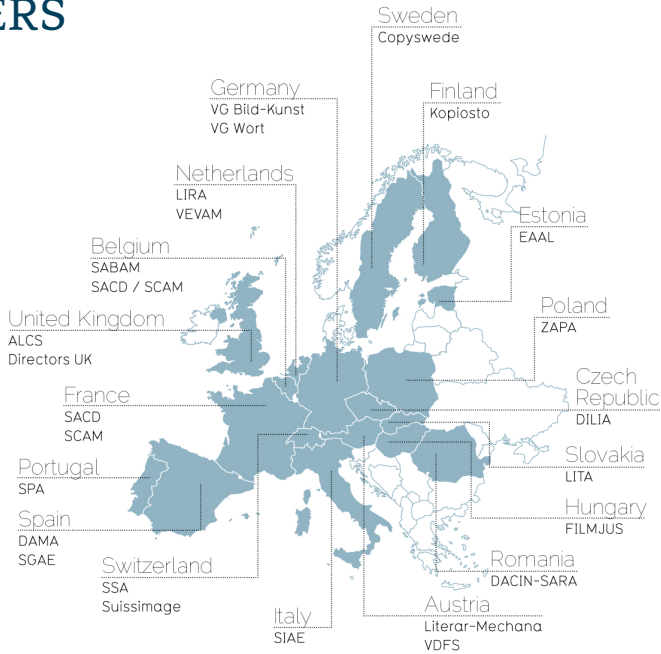 ERS
Sweden
Copyswede
Germany
VG Bild-Kunst
VG Wort
Finland
Kopiosto
Netherlands
LIRA
VEVAM
Estonia
EAAL
Belgium
SABAM
SACD / SCAM
Poland
ZAPA
United Kingdom
ALCS
Directors UK
Czech
Republic
DILIA
France
SACD
SCAM
Slovakia
LITA
Portugal
SPA
Hungary
FILMJUS
Spain
DAMA
SGAE
Romania
DACIN-SARA
Switzerland
SSA
Suissimage
Austria
Literar-Mechana
VDFS
Italy
SIAE